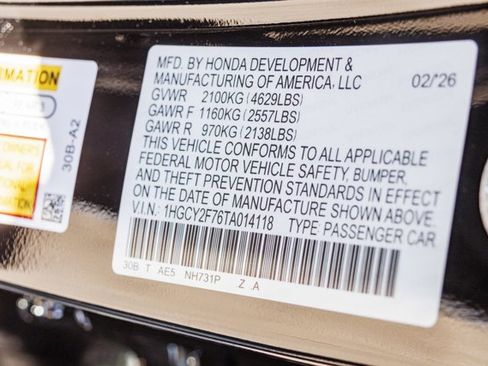 RMATION
30B-A2
OWNERS
MFD. BY HONDA DEVELOPMENT &
MANUFACTURING OF AMERICA, LLC 02/26
GVWR 2100KG (4629LBS)
GAWR F 1160KG (2557LBS)
GAWR R 970KG (2138LBS)
THIS VEHICLE CONFORMS TO ALL APPLICABLE
FEDERAL MOTOR VEHICLE SAFETY, BUMPER,
AND THEFT PREVENTION STANDARDS IN EFFECT
ON THE DATE OF MANUFACTURE SHOWN ABOVE.
V.I.N.: 1HGCY2F76TA014118 TYPE: PASSENGER CAR
30B T AE5 NH731P Z A